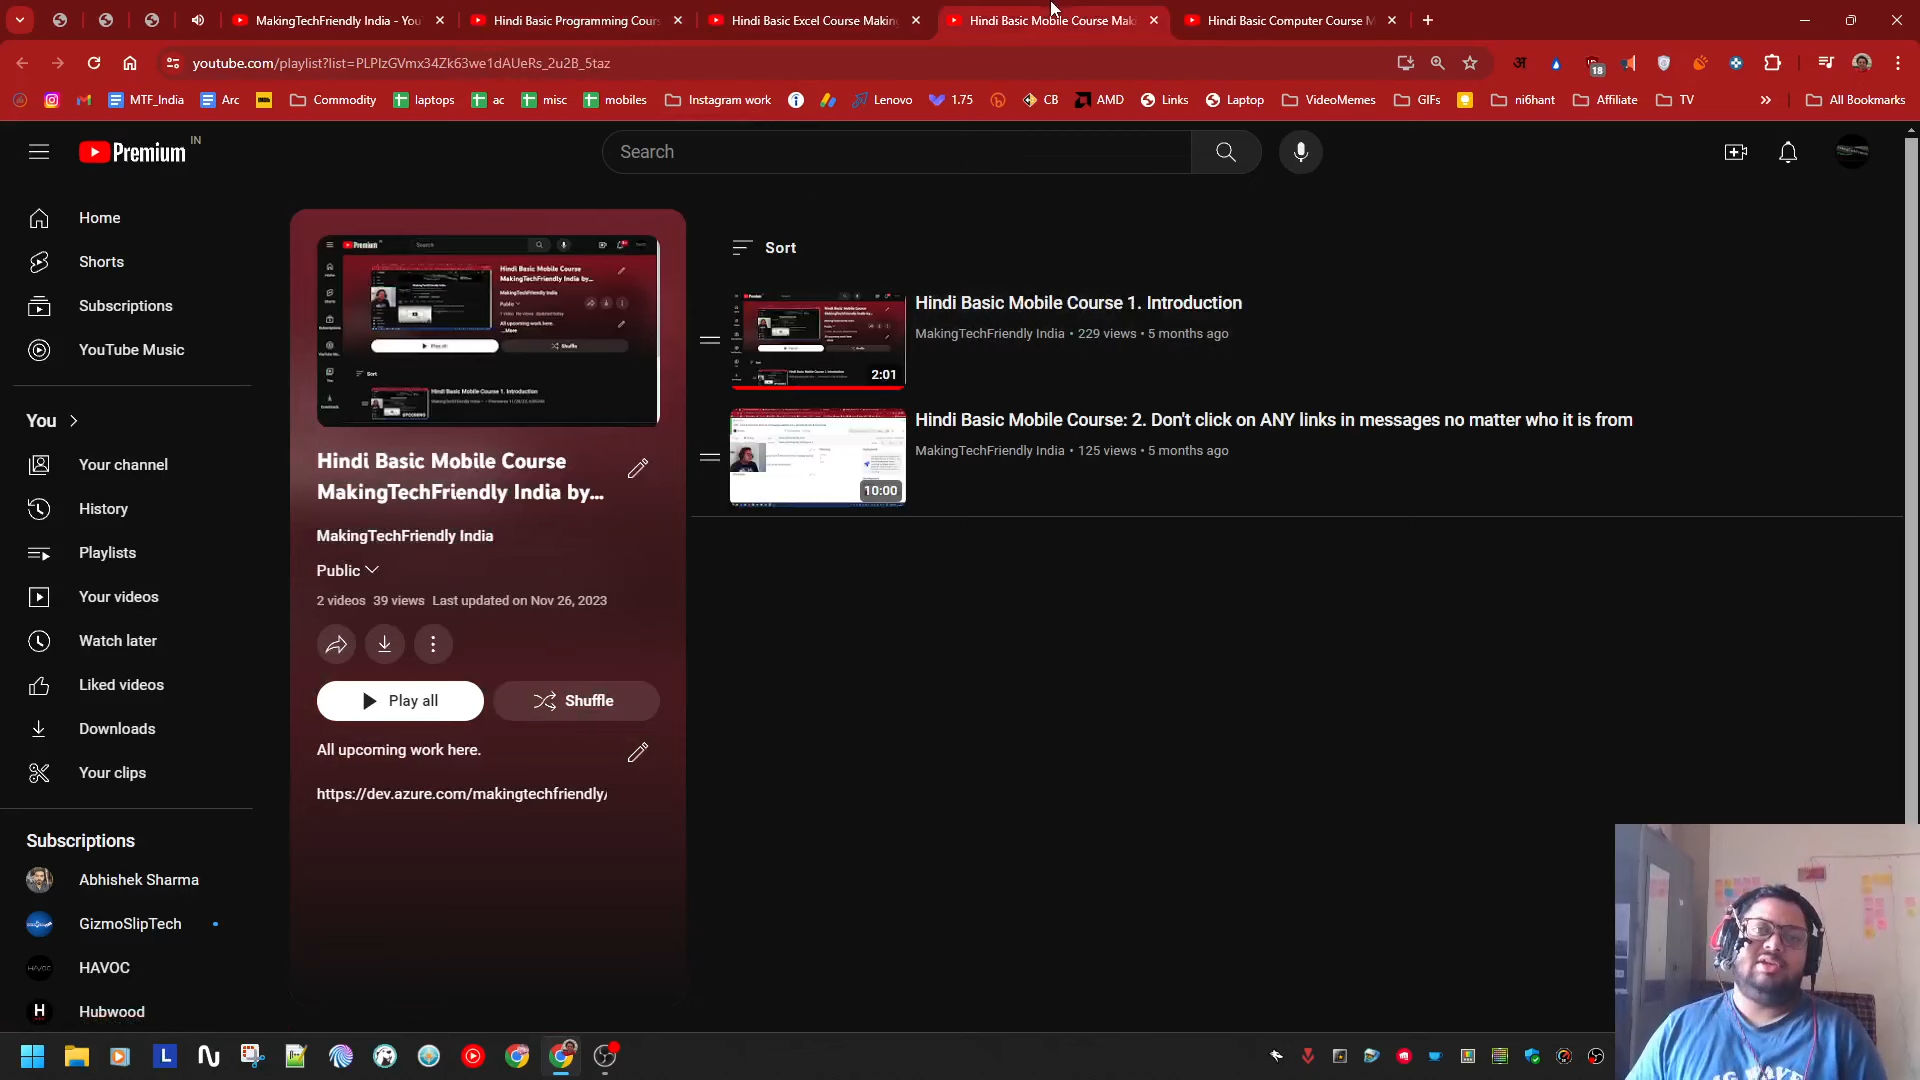 MakingTechFriendly India - You
Hindi Basic Programming Cours
Hindi Basic Excel Course Making
Hindi Basic Mobile Course Mak
Hindi Basic Computer Course M
youtube.com/playlist?list=PLPIzGVmx34Zk63we1dAUeRs_2u2B_5taz
18
MTF_India
Arc
Commodity
laptops
ac
misc
mobiles
Instagram work
Lenovo
1.75
CB
AMD
Links
Laptop
VideoMemes
GIFs
ni6hant
Affiliate
TV
All Bookmarks
Premium
IN
Search
Home
Shorts
Subscriptions
YouTube Music
You
Your channel
History
Playlists
Your videos
Watch later
Liked videos
Downloads
Your clips
Subscriptions
Abhishek Sharma
GizmoSlipTech
HAVOC
Hubwood
Hindi Basic Mobile Course
MakingTechFriendly India by...
MakingTechFriendly India
Public
2 videos 39 views Last updated on Nov 26, 2023
Play all
Shuffle
All upcoming work here.
https://dev.azure.com/makingtechfriendly/
Sort
Hindi Basic Mobile Course 1. Introduction
MakingTechFriendly India • 229 views • 5 months ago
2:01
Hindi Basic Mobile Course: 2. Don't click on ANY links in messages no matter who it is from
MakingTechFriendly India • 125 views • 5 months ago
10:00